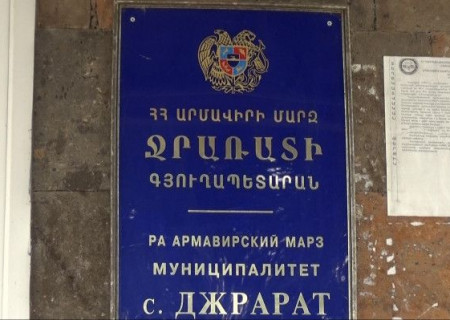 ՀՀ ԱՐՄԱՎԻՐԻ ՄԱՐԶ
ՋՐԱՌԱՏԻ
ԳՅՈՒՂԱՊԵՏԱՐԱՆ
РА АРМАВИРСКИЙ МАРЗ
МУНИЦИПАЛИТЕТ
с. ДЖРАРАТ